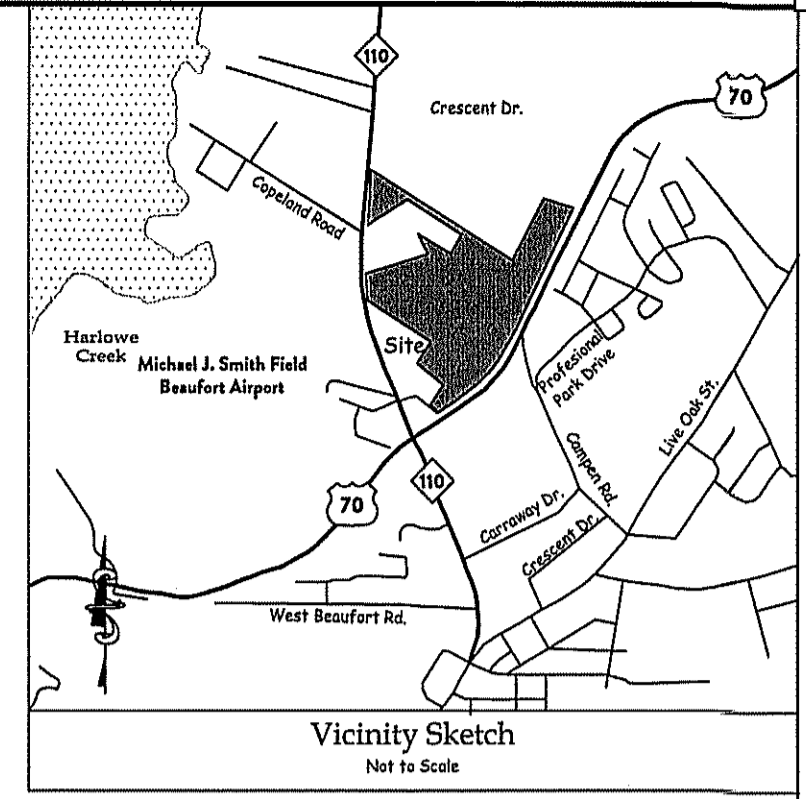 110
70
Crescent Dr.
Copeland Road
Harlowe
Creek
Michael J. Smith Field
Beaufort Airport
Site
Profesional
Park Drive
Live Oak St.
Campen Rd.
70
110
Carraway Dr.
Crescent Dr.
West Beaufort Rd.
Vicinity Sketch
Not to Scale